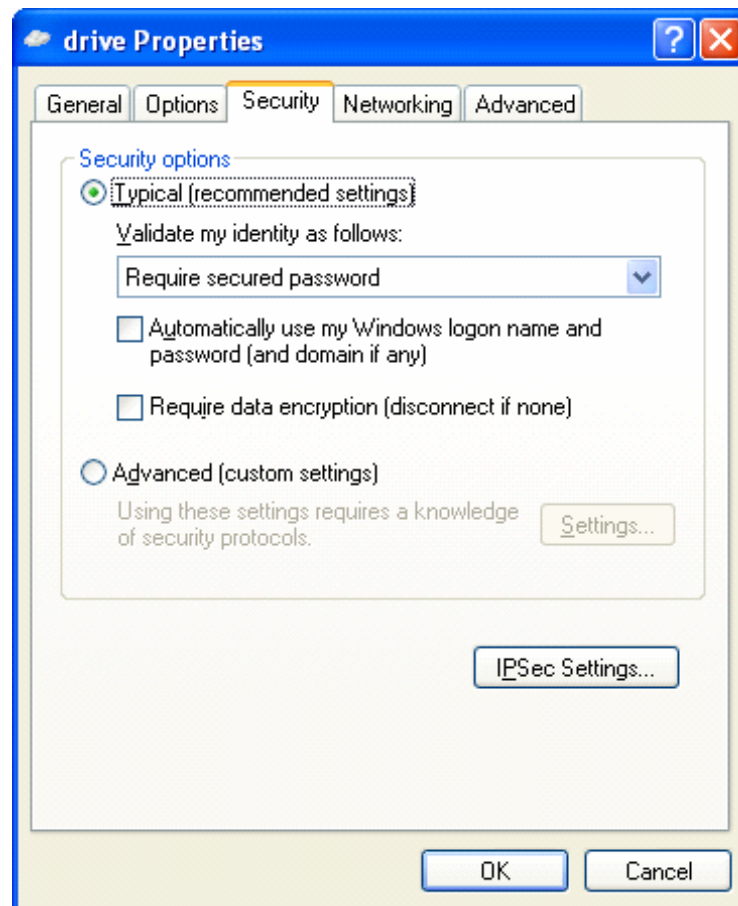 drive Properties
?
General Options Security Networking Advanced
Security options
Typical (recommended settings)
Validate my identity as follows:
Require secured password
Automatically use my Windows logon name and
password (and domain if any)
Require data encryption (disconnect if none)
Advanced (custom settings)
Using these settings requires a knowledge
of security protocols.
Settings...
IPSec Settings...
OK Cancel